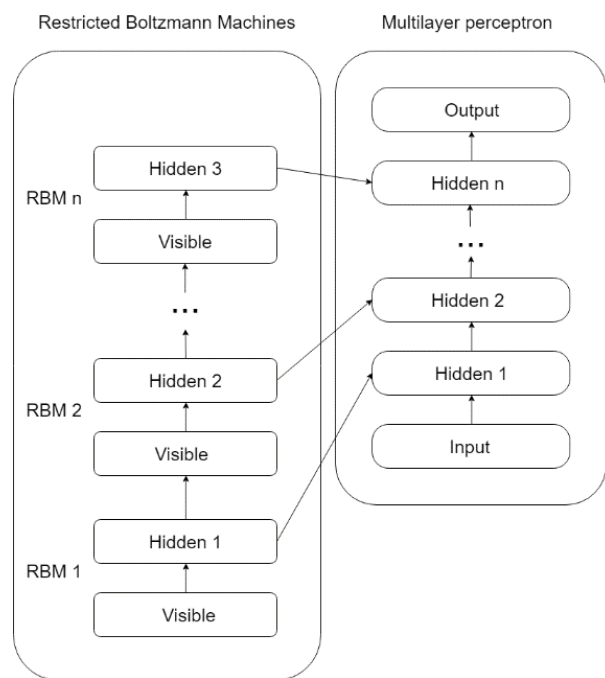 Restricted Boltzmann Machines
Multilayer perceptron
RBM n
Hidden 3
Visible
...
RBM 2
Hidden 2
Visible
RBM 1
Hidden 1
Visible
Output
Hidden n
...
Hidden 2
Hidden 1
Input